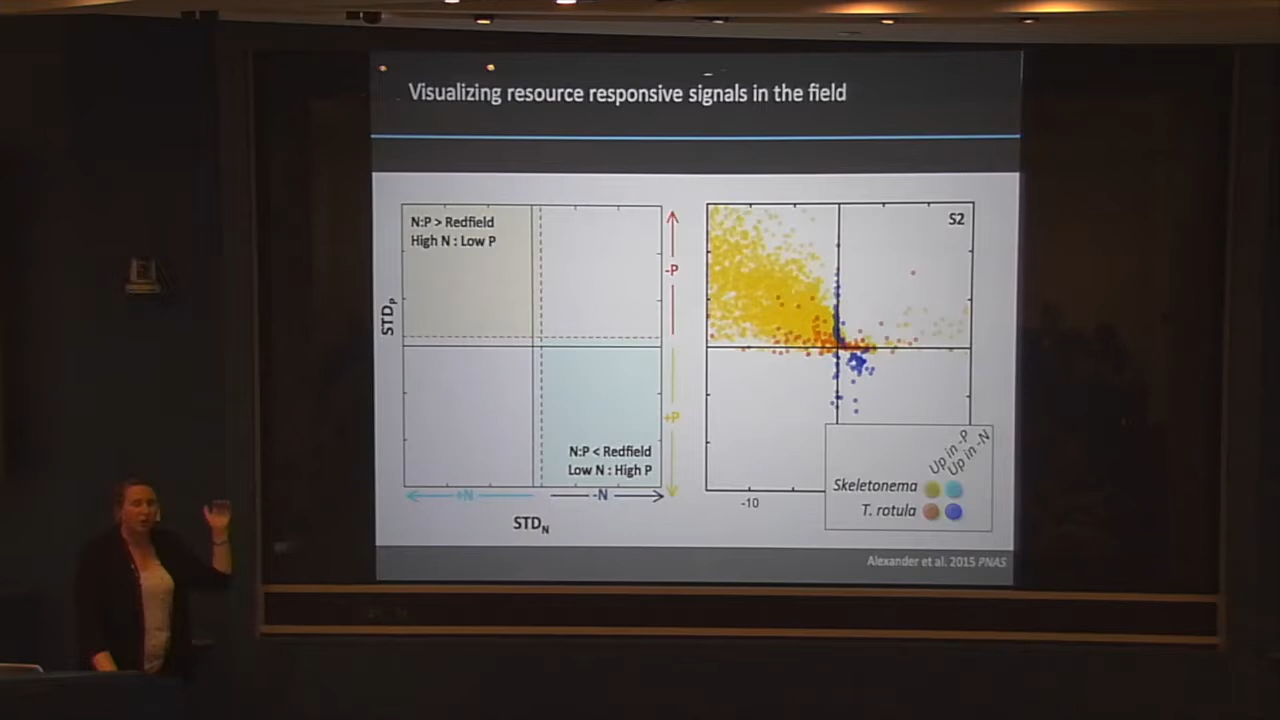 Visualizing resource responsive signals in the field
N:P > Redfield
High N : Low P
STDP
-P
+P
N:P < Redfield
Low N : High P
+N
-N
STDN
S2
-10
Up in -P
Up in -N
Skeletonema
T. rotula
Alexander et al. 2015 PNAS